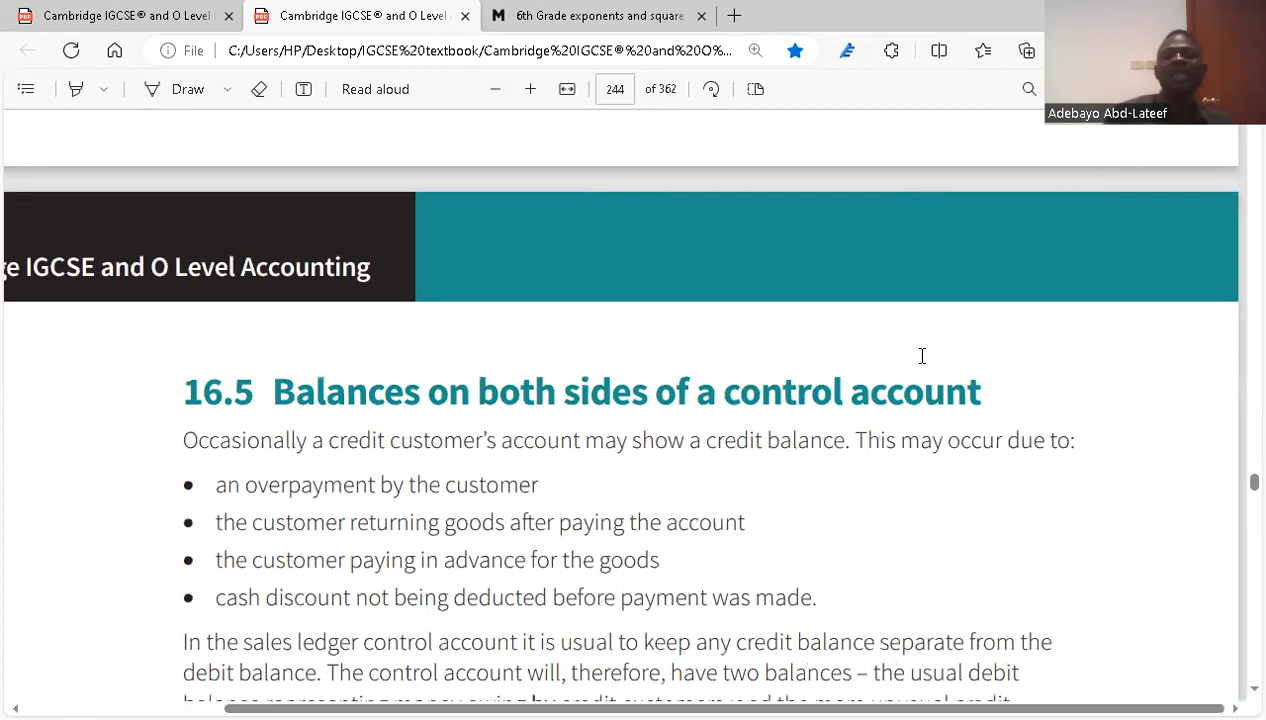 Cambridge IGCSE® and O Level
Cambridge IGCSE® and O Level
6th Grade exponents and square
File
C:/Users/HP/Desktop/IGCSE%20textbook/Cambridge%20IGCSE®%20and%20O%...
Draw
Read aloud
244
of 362
Adebayo Abd-Lateef
ge IGCSE and O Level Accounting
16.5 Balances on both sides of a control account
Occasionally a credit customer's account may show a credit balance. This may occur due to:
• an overpayment by the customer
• the customer returning goods after paying the account
• the customer paying in advance for the goods
• cash discount not being deducted before payment was made.
In the sales ledger control account it is usual to keep any credit balance separate from the
debit balance. The control account will, therefore, have two balances – the usual debit